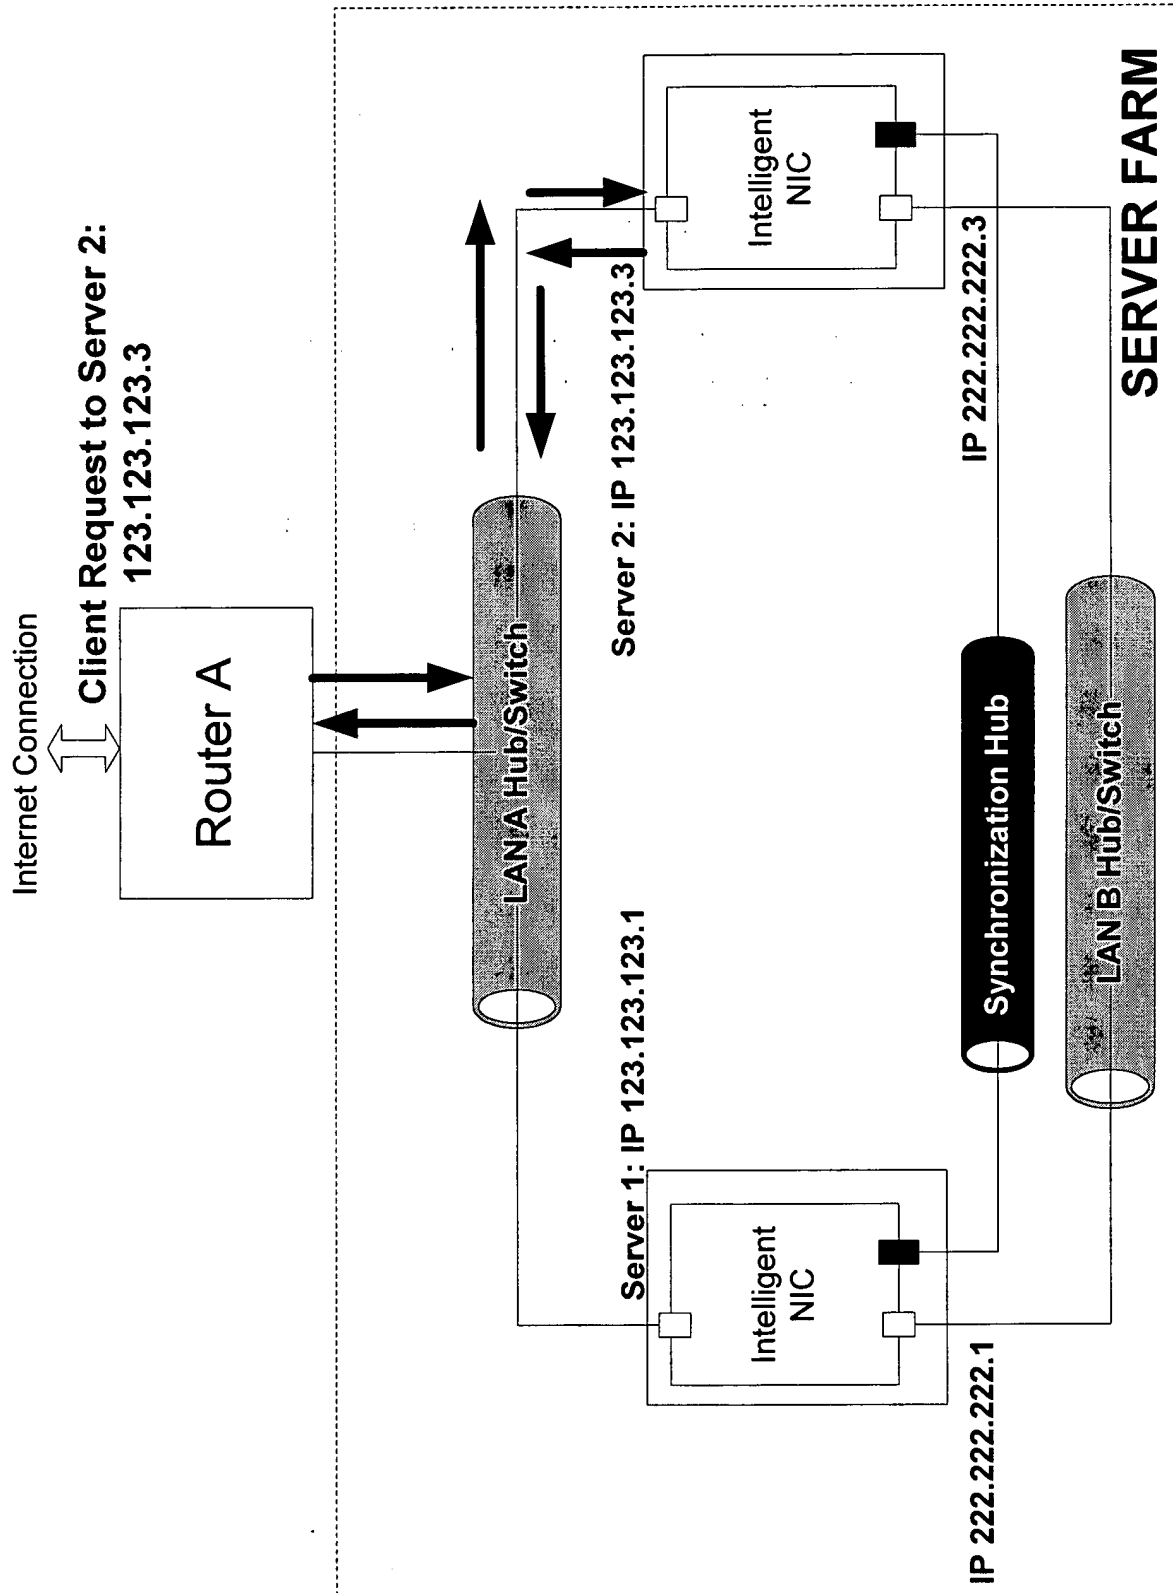 Internet Connection
Client Request to Server 2:
123.123.123.3
Router A
LAN A Hub/Switch
Server 1: IP 123.123.123.1
Server 2: IP 123.123.123.3
Intelligent
NIC
Intelligent
NIC
IP 222.222.222.1
IP 222.222.222.3
Synchronization Hub
LAN B Hub/Switch
SERVER FARM